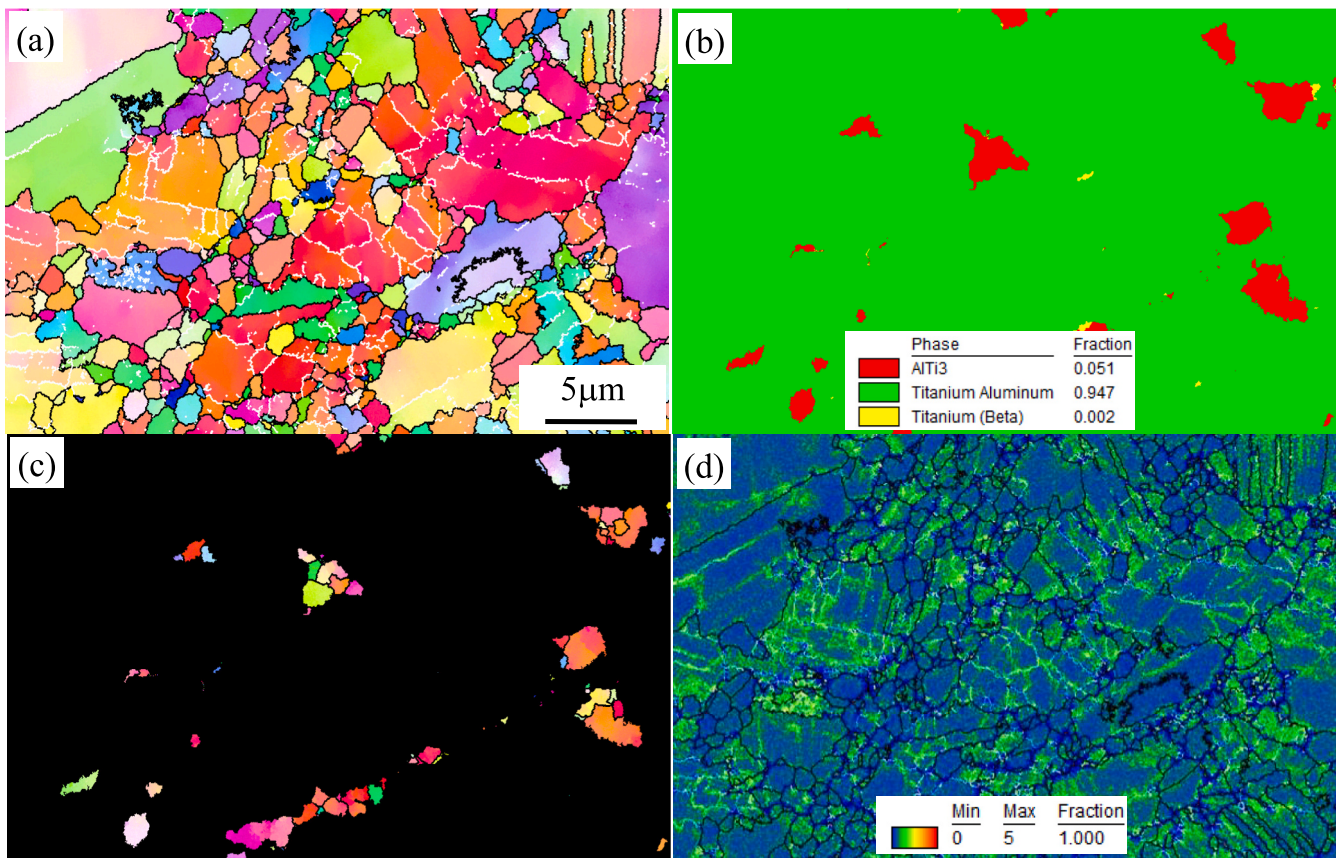 (a)
5μm
(b)
Phase Fraction
AlTi3 0.051
Titanium Aluminum 0.947
Titanium (Beta) 0.002
(c)
(d)
Min Max Fraction
0 5 1.000